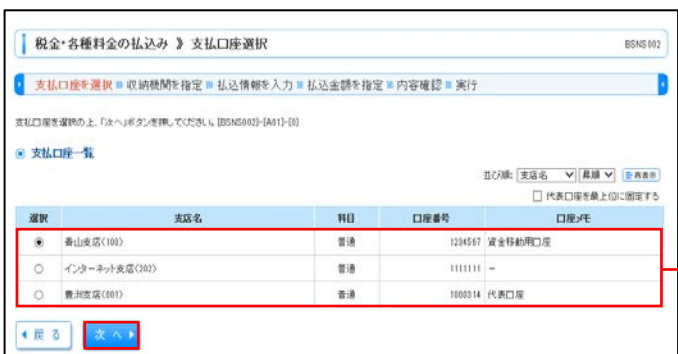 税金・各種料金の払込み 》 支払口座選択 BSNS002
支払口座を選択 収納機関を指定 払込情報を入力 払込金額を指定 内容確認 実行
支払口座を選択の上、「次へ」ボタンを押してください。[BSNS002]-[A01]-[0]
支払口座一覧
並び順: 支店名 昇順 再表示
代表口座を最上位に固定する
選択 支店名 科目 口座番号 口座メモ
青山支店(100) 普通 1234567 資金移動用口座
インターネット支店(202) 普通 1111111 -
豊洲支店(001) 普通 1000314 代表口座
戻る 次へ